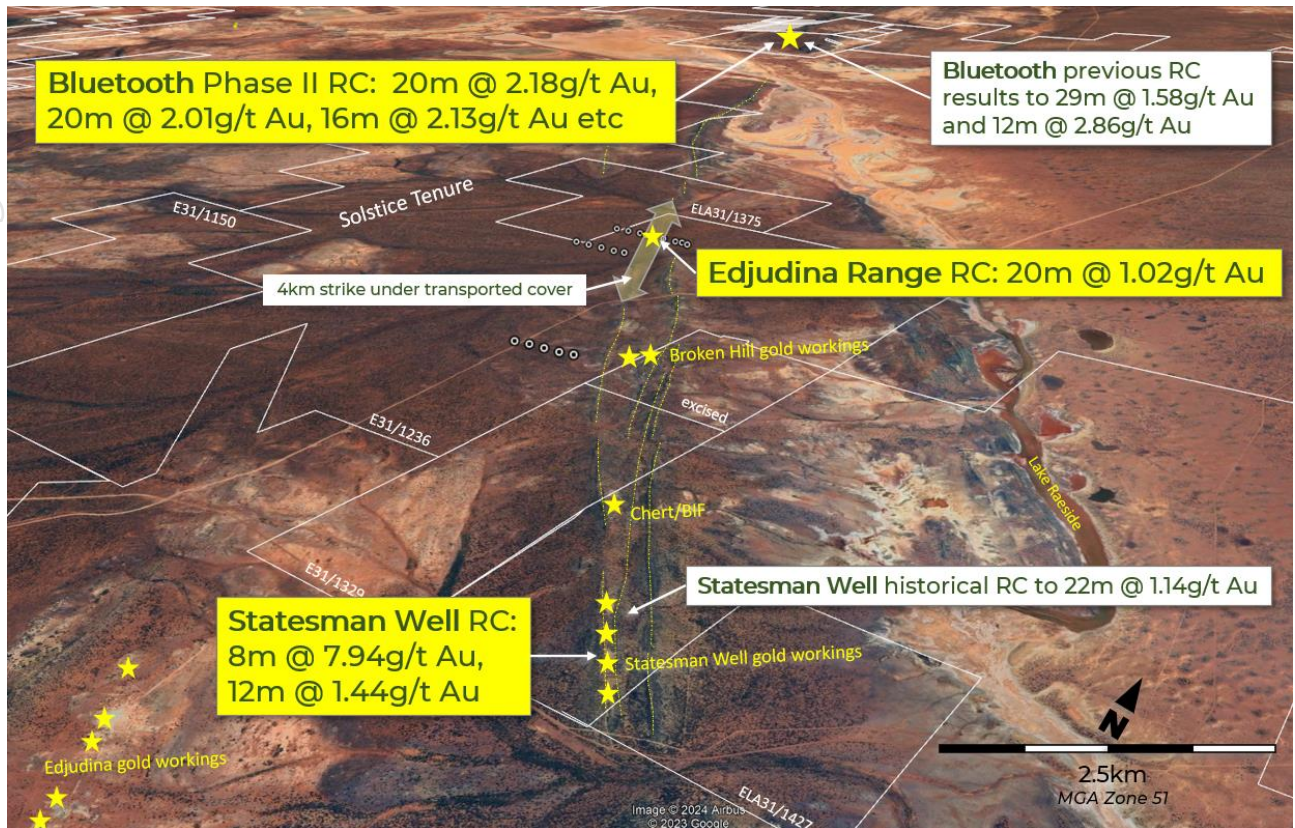 Bluetooth Phase II RC: 20m @ 2.18g/t Au,
20m @ 2.01g/t Au, 16m @ 2.13g/t Au etc
Bluetooth previous RC
results to 29m @ 1.58g/t Au
and 12m @ 2.86g/t Au
E31/1150
Solstice Tenure
ELA31/1375
4km strike under transported cover
Edjudina Range RC: 20m @ 1.02g/t Au
Broken Hill gold workings
excised
E31/1236
Chert/BIF
Lake Raeside
E31/1329
Statesman Well historical RC to 22m @ 1.14g/t Au
Statesman Well RC:
8m @ 7.94g/t Au,
12m @ 1.44g/t Au
Statesman Well gold workings
Edjudina gold workings
N
2.5km
MGA Zone 51
ELA31/1427
Image © 2024 Airbus
© 2023 Google